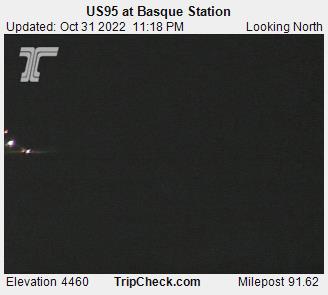 US95 at Basque Station
Updated: Oct 31 2022 11:18 PM Looking North
Elevation 4460 TripCheck.com Milepost 91.62